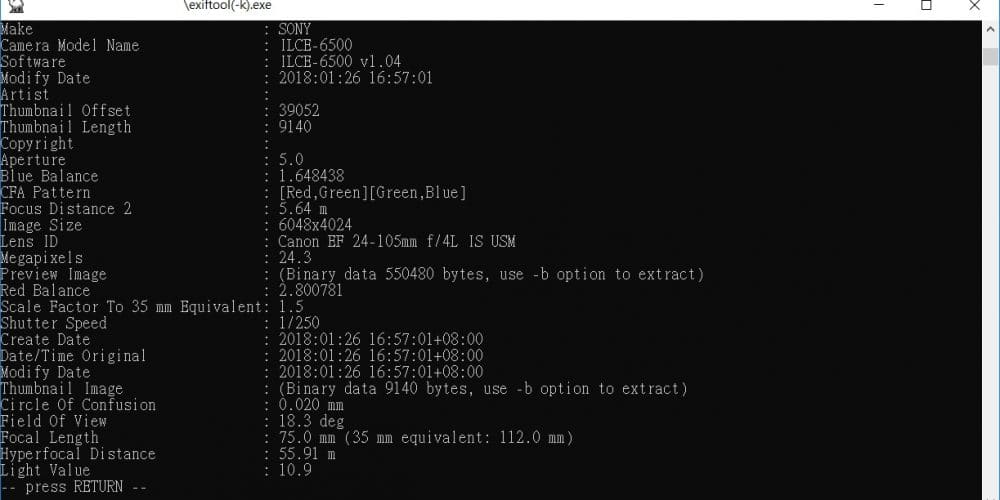 \exiftool(-k).exe
Make : SONY
Camera Model Name : ILCE-6500
Software : ILCE-6500 v1.04
Modify Date : 2018:01:26 16:57:01
Artist :
Thumbnail Offset : 39052
Thumbnail Length : 9140
Copyright :
Aperture : 5.0
Blue Balance : 1.648438
CFA Pattern : [Red,Green][Green,Blue]
Focus Distance 2 : 5.64 m
Image Size : 6048x4024
Lens ID : Canon EF 24-105mm f/4L IS USM
Megapixels : 24.3
Preview Image : (Binary data 550480 bytes, use -b option to extract)
Red Balance : 2.800781
Scale Factor To 35 mm Equivalent: 1.5
Shutter Speed : 1/250
Create Date : 2018:01:26 16:57:01+08:00
Date/Time Original : 2018:01:26 16:57:01+08:00
Modify Date : 2018:01:26 16:57:01+08:00
Thumbnail Image : (Binary data 9140 bytes, use -b option to extract)
Circle Of Confusion : 0.020 mm
Field Of View : 18.3 deg
Focal Length : 75.0 mm (35 mm equivalent: 112.0 mm)
Hyperfocal Distance : 55.91 m
Light Value : 10.9
-- press RETURN --